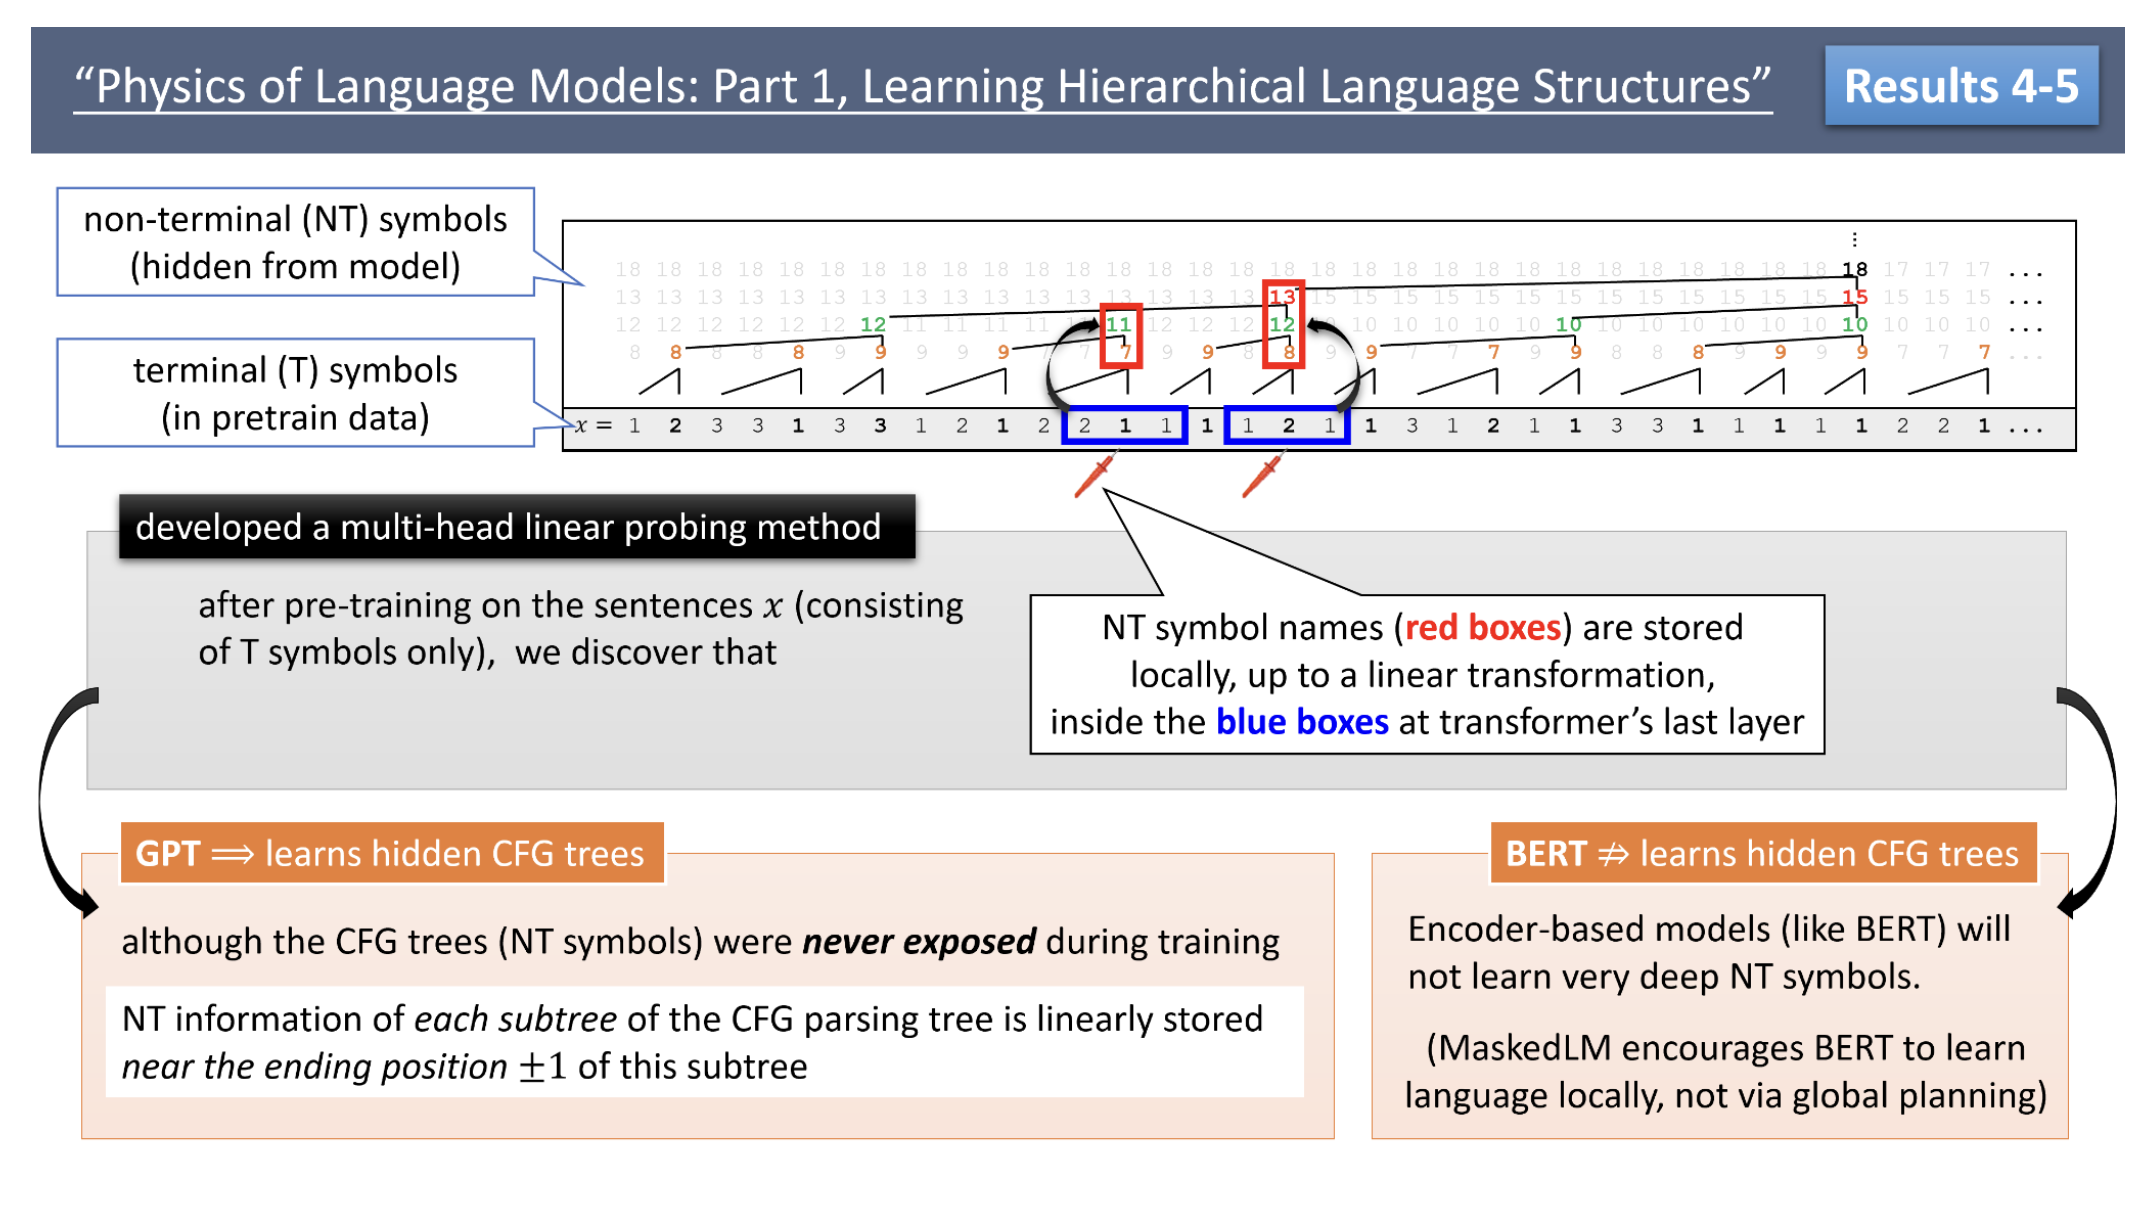 “Physics of Language Models: Part 1, Learning Hierarchical Language Structures”
Results 4-5
non-terminal (NT) symbols
(hidden from model)
⋮
18 18 18 18 18 18 18 18 18 18 18 18 18 18 18 18 18 18 18 18 18 18 18 18 18 18 18 18 18 18 18 17 17 17 ...
13 13 13 13 13 13 13 13 13 13 13 13 13 13 13 13 13 15 15 15 15 15 15 15 15 15 15 15 15 15 15 15 15 15 ...
12 12 12 12 12 12 12 11 11 11 11 11 12 12 12 12 10 10 10 10 10 10 10 10 10 10 10 10 10 10 10 10 ...
8 8 8 8 8 9 9 9 9 9 7 7 7 9 9 8 8 9 9 7 7 7 9 9 8 8 8 9 9 9 9 7 7 7 ...
terminal (T) symbols
(in pretrain data)
x = 1 2 3 3 1 3 3 1 2 1 2 2 1 1 1 1 2 1 1 3 1 2 1 1 3 3 1 1 1 1 1 2 2 1 ...
developed a multi-head linear probing method
after pre-training on the sentences x (consisting
of T symbols only), we discover that
NT symbol names (red boxes) are stored
locally, up to a linear transformation,
inside the blue boxes at transformer’s last layer
GPT ⟹ learns hidden CFG trees
although the CFG trees (NT symbols) were never exposed during training
NT information of each subtree of the CFG parsing tree is linearly stored
near the ending position ±1 of this subtree
BERT ⇏ learns hidden CFG trees
Encoder-based models (like BERT) will
not learn very deep NT symbols.
(MaskedLM encourages BERT to learn
language locally, not via global planning)